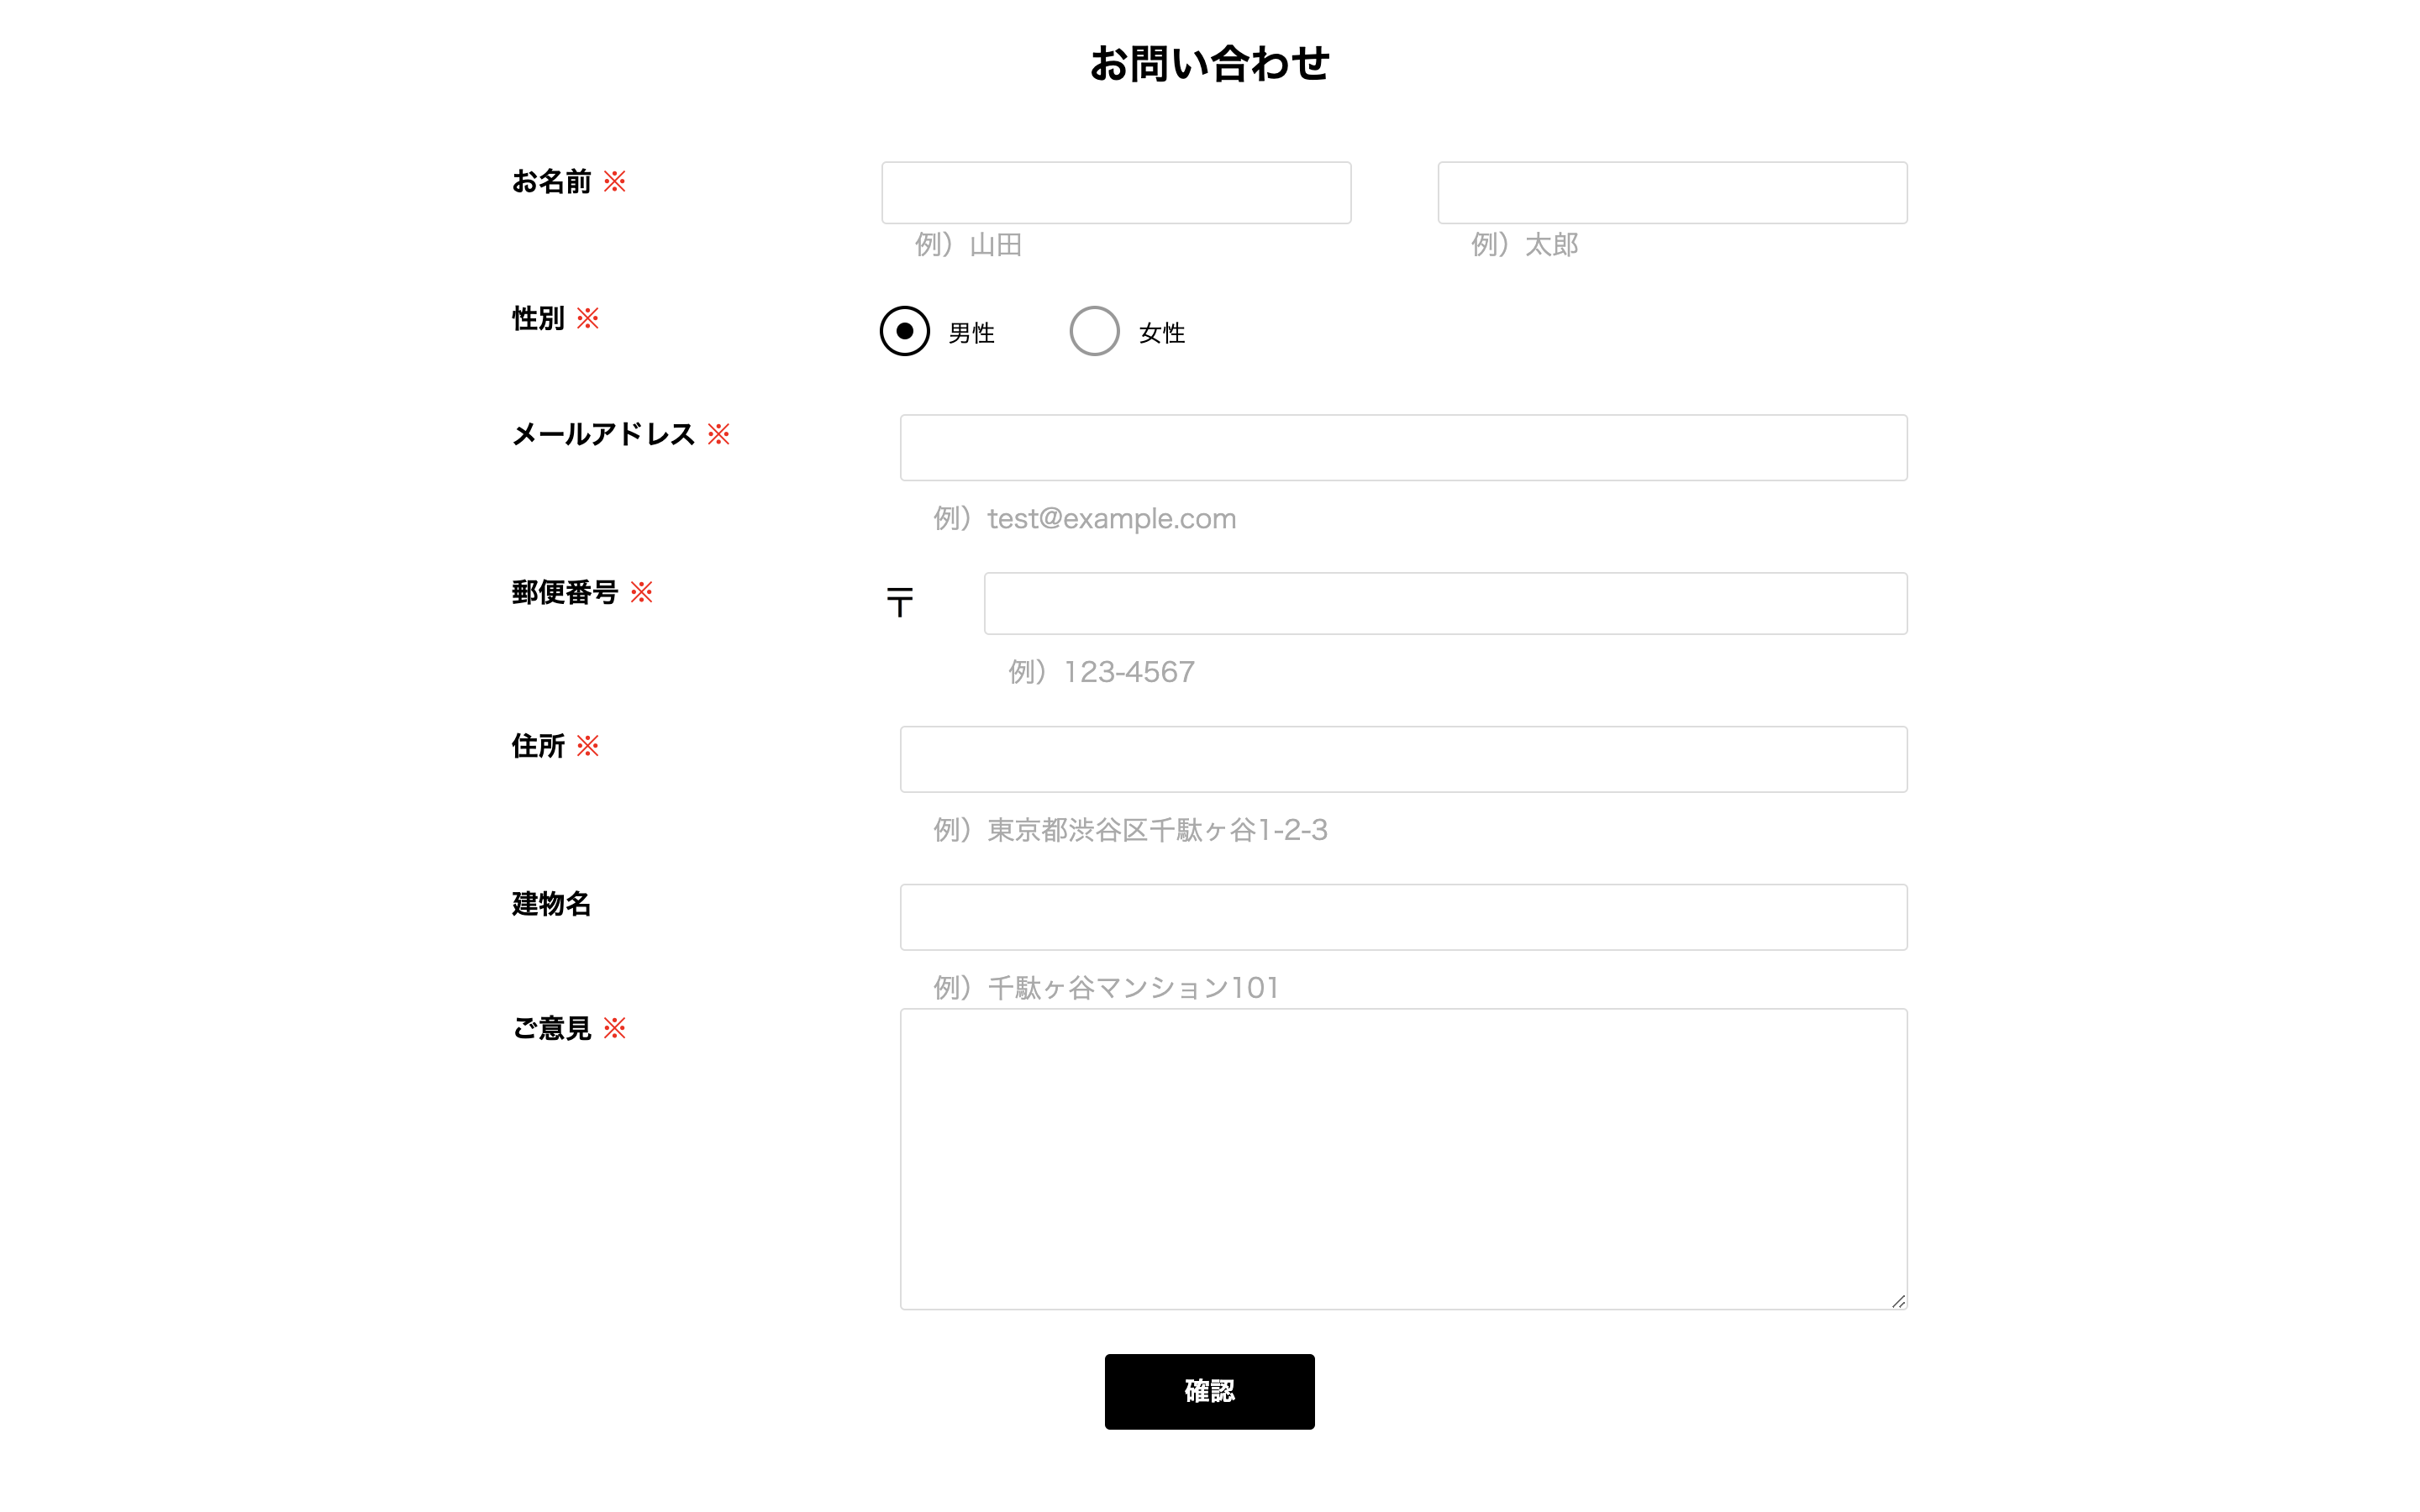 お問い合わせ
お名前 ※
例）山田 例）太郎
性別 ※ 男性 女性
メールアドレス ※
例）test@example.com
郵便番号 ※ 〒
例）123-4567
住所 ※
例）東京都渋谷区千駄ヶ谷1-2-3
建物名
例）千駄ヶ谷マンション101
ご意見 ※
確認